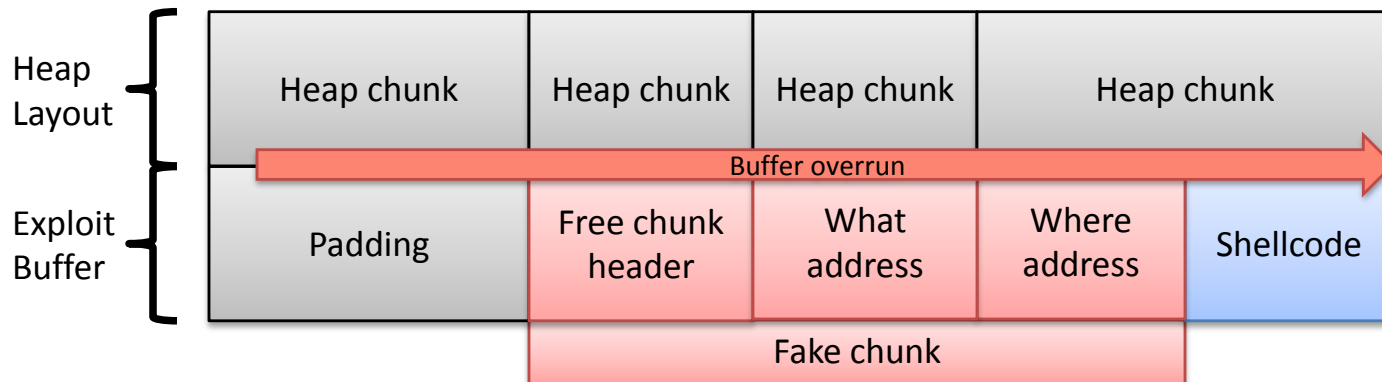 Heap
Layout
Heap chunk
Heap chunk
Heap chunk
Heap chunk
Buffer overrun
Exploit
Buffer
Padding
Free chunk
header
What
address
Where
address
Shellcode
Fake chunk